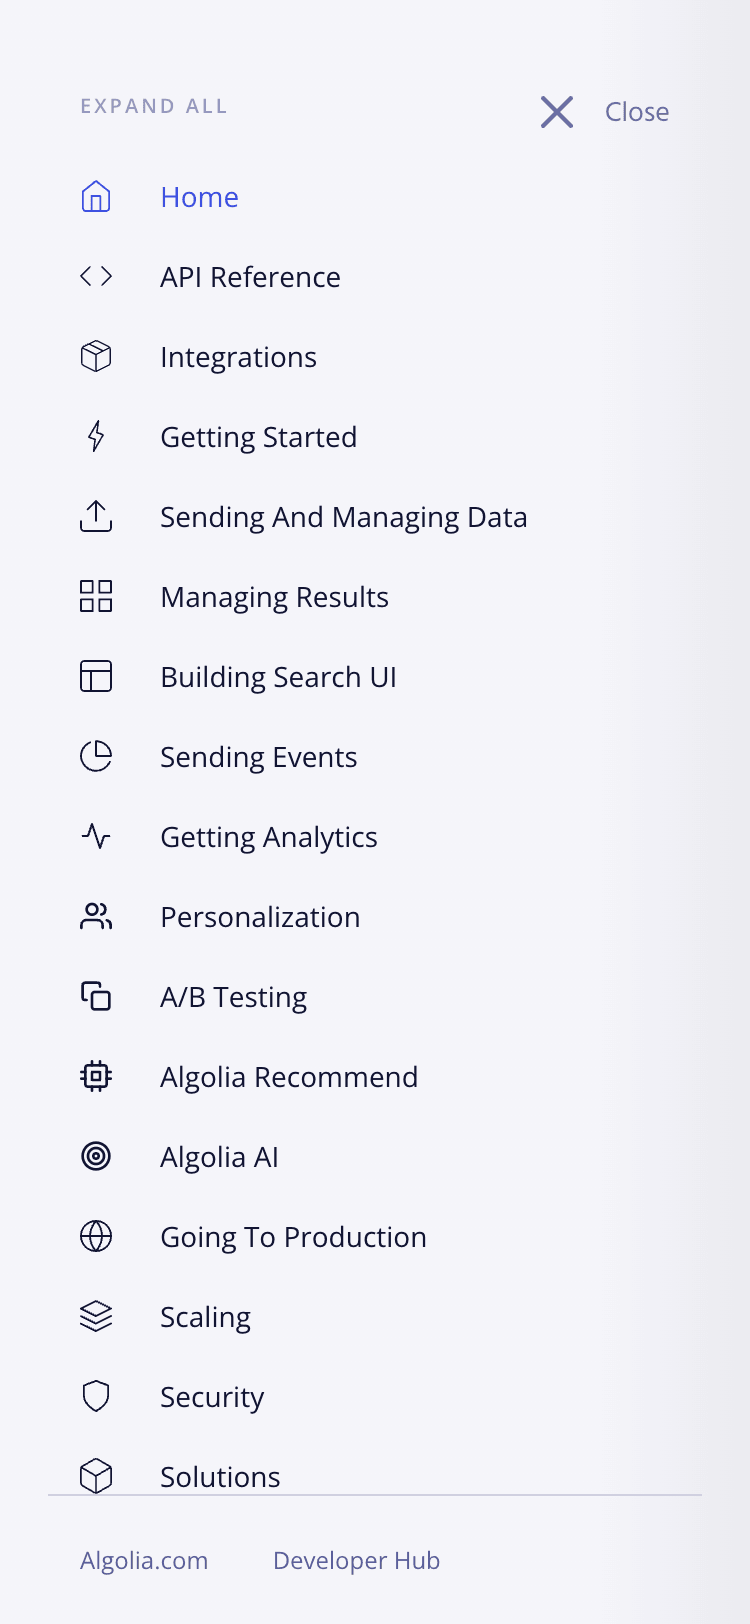 EXPAND ALL
Close
Home
API Reference
Integrations
Getting Started
Sending And Managing Data
Managing Results
Building Search UI
Sending Events
Getting Analytics
Personalization
A/B Testing
Algolia Recommend
Algolia AI
Going To Production
Scaling
Security
Solutions
Algolia.com
Developer Hub